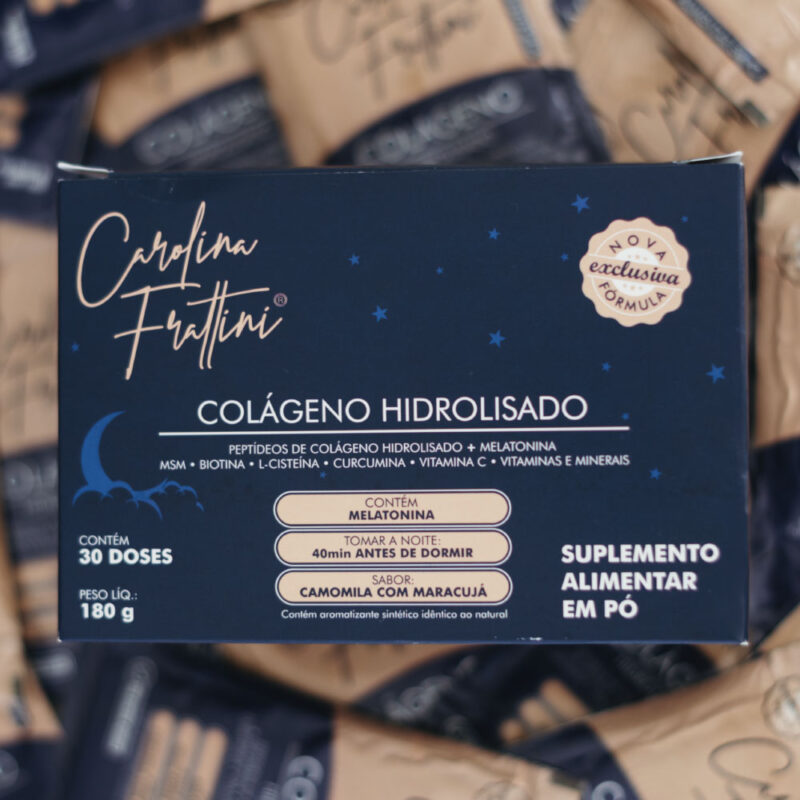 Carolina
Frattini®
NOVA
exclusiva
FÓRMULA
COLÁGENO HIDROLISADO
PEPTÍDEOS DE COLÁGENO HIDROLISADO + MELATONINA
MSM • BIOTINA • L-CISTEÍNA • CURCUMINA • VITAMINA C • VITAMINAS E MINERAIS
CONTÉM
MELATONINA
TOMAR A NOITE:
40min ANTES DE DORMIR
SABOR:
CAMOMILA COM MARACUJÁ
Contém aromatizante sintético idêntico ao natural
CONTÉM
30 DOSES
PESO LÍQ.:
180 g
SUPLEMENTO
ALIMENTAR
EM PÓ
Frattini
COLÁGENO